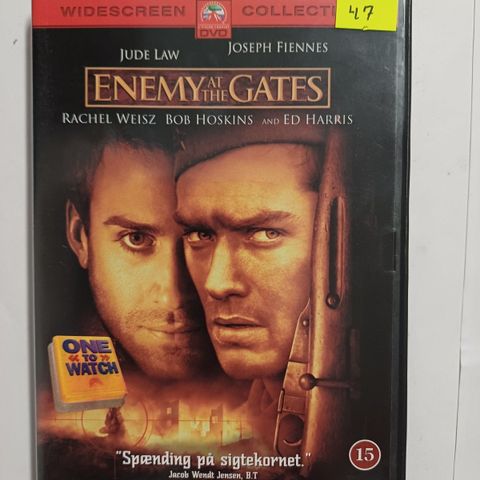 WIDESCREEN COLLECTI
47
DVD
JUDE LAW JOSEPH FIENNES
ENEMY AT THE GATES
RACHEL WEISZ BOB HOSKINS AND ED HARRIS
ONE
« TO »
WATCH
"Spænding på sigtekornet."
Jacob Wendt Jensen, B.T
15